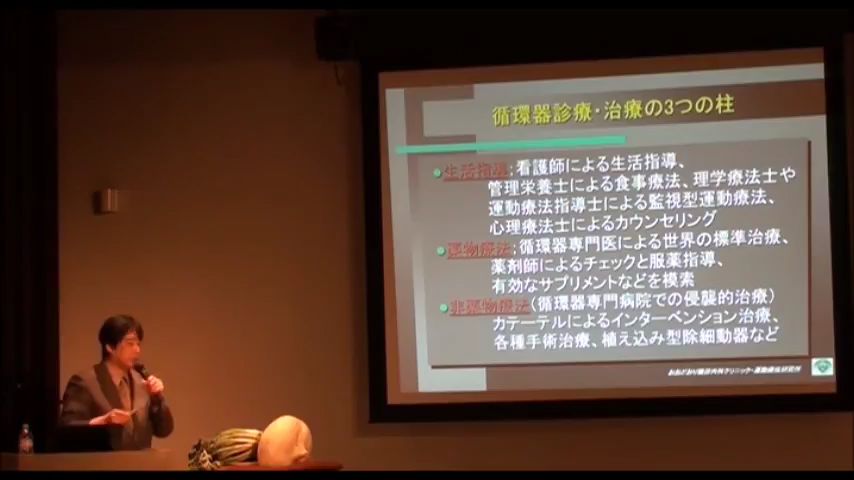 循環器診療・治療の3つの柱
生活指導;看護師による生活指導、
管理栄養士による食事療法、理学療法士や
運動療法指導士による監視型運動療法、
心理療法士によるカウンセリング
薬物療法;循環器専門医による世界の標準治療、
薬剤師によるチェックと服薬指導、
有効なサプリメントなどを模索
非薬物療法(循環器専門病院での侵襲的治療)
カテーテルによるインターベンション治療、
各種手術治療、植え込み型除細動器など